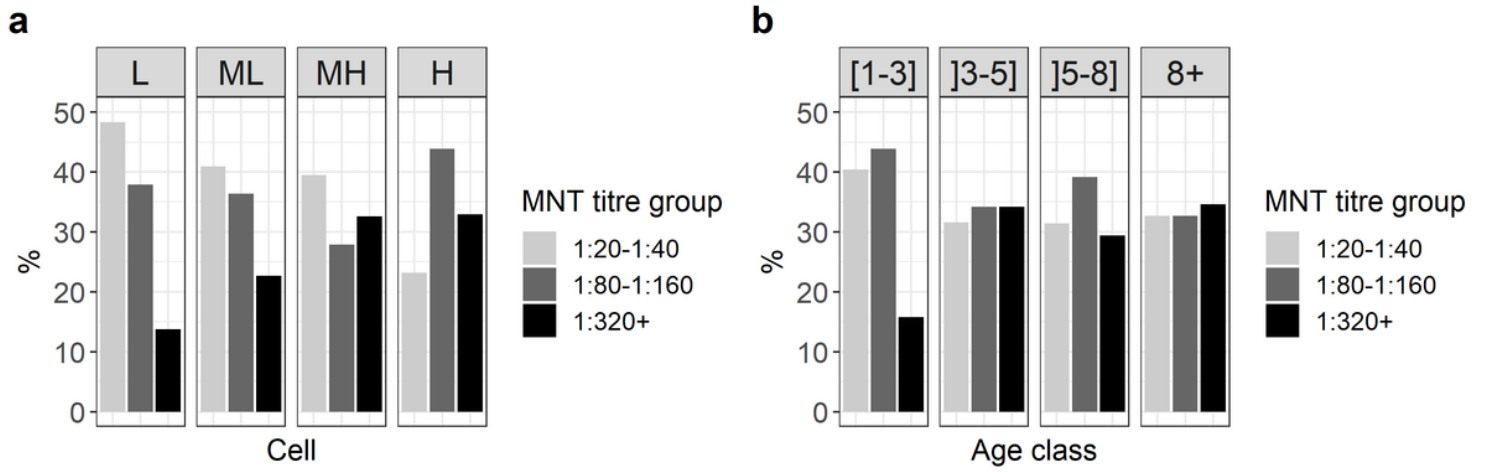 a
L ML MH H
50
40
30
20
10
0
%
Cell
MNT titre group
1:20-1:40
1:80-1:160
1:320+
b
[1-3] ]3-5] ]5-8] 8+
50
40
30
20
10
0
%
Age class
MNT titre group
1:20-1:40
1:80-1:160
1:320+